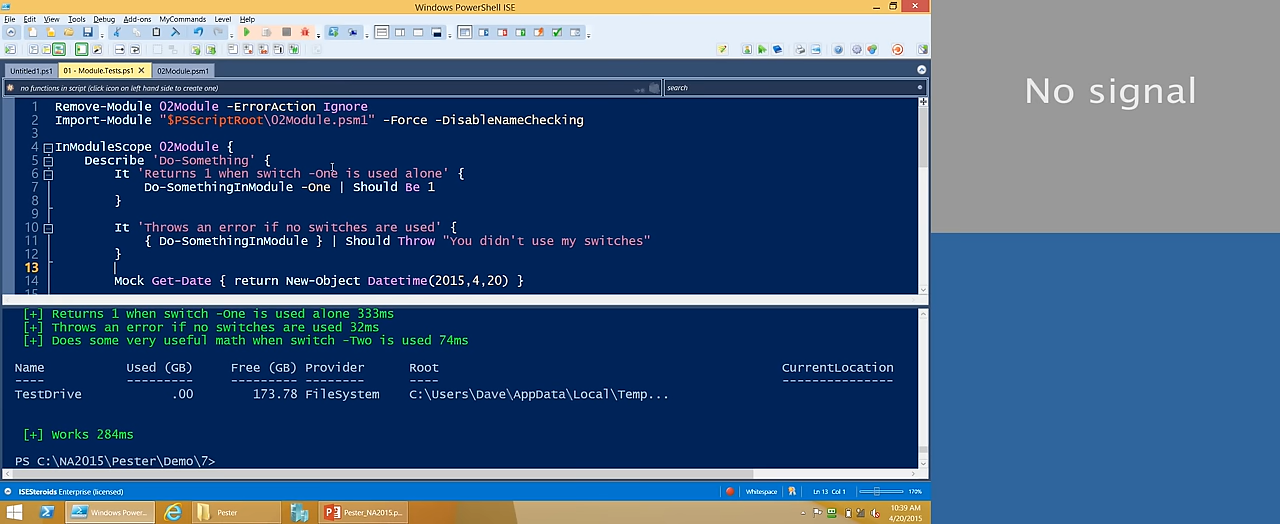 Windows PowerShell ISE
File Edit View Tools Debug Add-ons MyCommands Level Help
Untitled1.ps1 01 - Module.Tests.ps1 02Module.psm1
no functions in script (click icon on left hand side to create one) search
1 Remove-Module O2Module -ErrorAction Ignore
2 Import-Module "$PSScriptRoot\O2Module.psm1" -Force -DisableNameChecking
3
4 InModuleScope O2Module {
5 Describe 'Do-Something' {
6 It 'Returns 1 when switch -One is used alone' {
7 Do-SomethingInModule -One | Should Be 1
8 }
9
10 It 'Throws an error if no switches are used' {
11 { Do-SomethingInModule } | Should Throw "You didn't use my switches"
12 }
13
14 Mock Get-Date { return New-Object Datetime(2015,4,20) }
15
[+] Returns 1 when switch -One is used alone 333ms
[+] Throws an error if no switches are used 32ms
[+] Does some very useful math when switch -Two is used 74ms
Name Used (GB) Free (GB) Provider Root CurrentLocation
---- --------- --------- -------- ---- ---------------
TestDrive .00 173.78 FileSystem C:\Users\Dave\AppData\Local\Temp...
[+] Works 284ms
PS C:\NA2015\Pester\Demo\7>
ISESteroids Enterprise (licensed) Whitespace Ln 13 Col 1 170%
Windows Power... Pester Pester_NA2015.p... 10:39 AM
4/20/2015
No signal